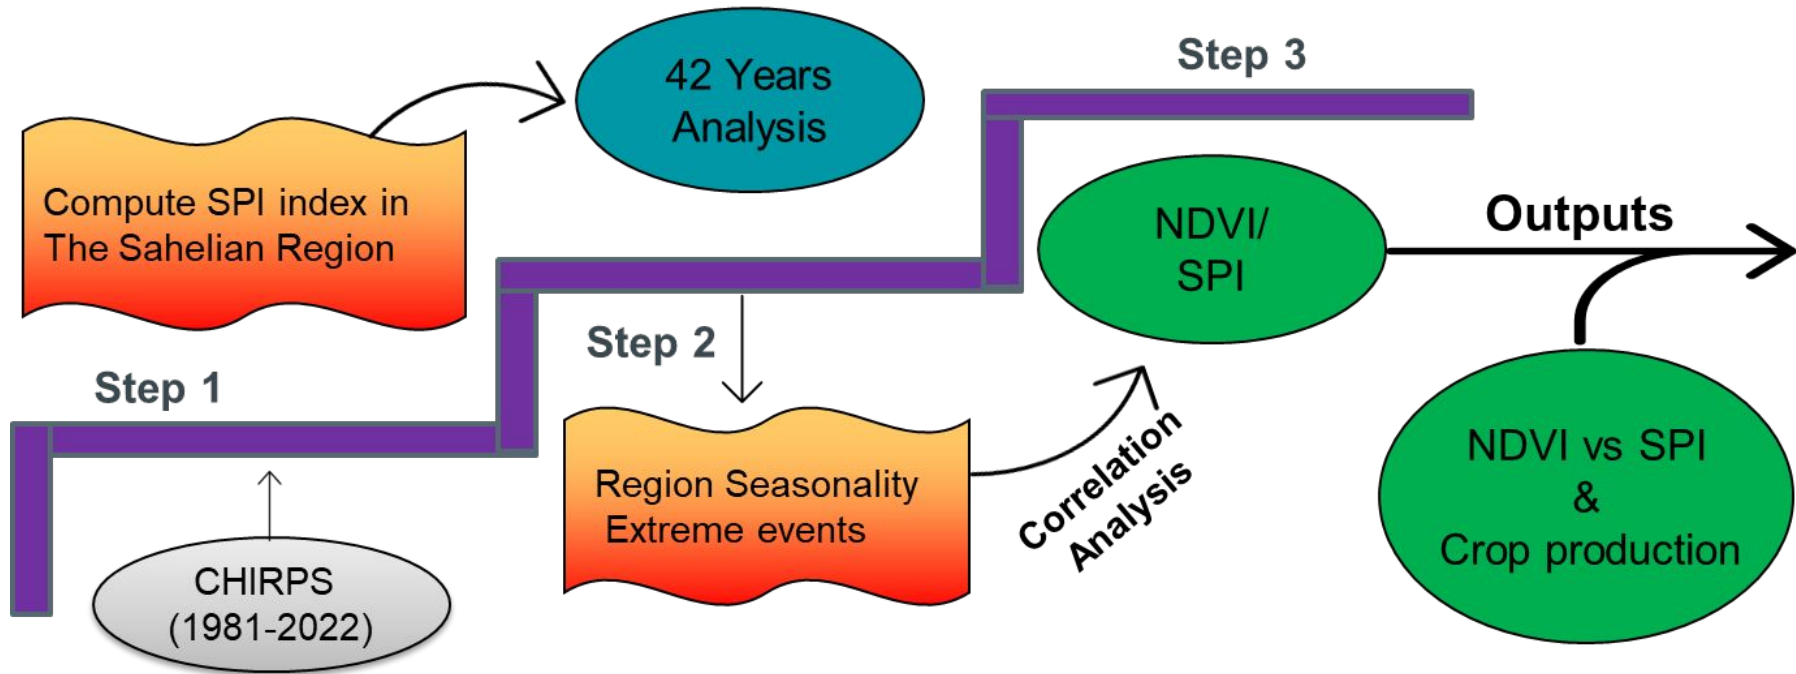 Step 1
Compute SPI index in
The Sahelian Region
42 Years
Analysis
CHIRPS
(1981-2022)
Step 2
Region Seasonality
Extreme events
Correlation
Analysis
Step 3
NDVI/
SPI
Outputs
NDVI vs SPI
&
Crop production